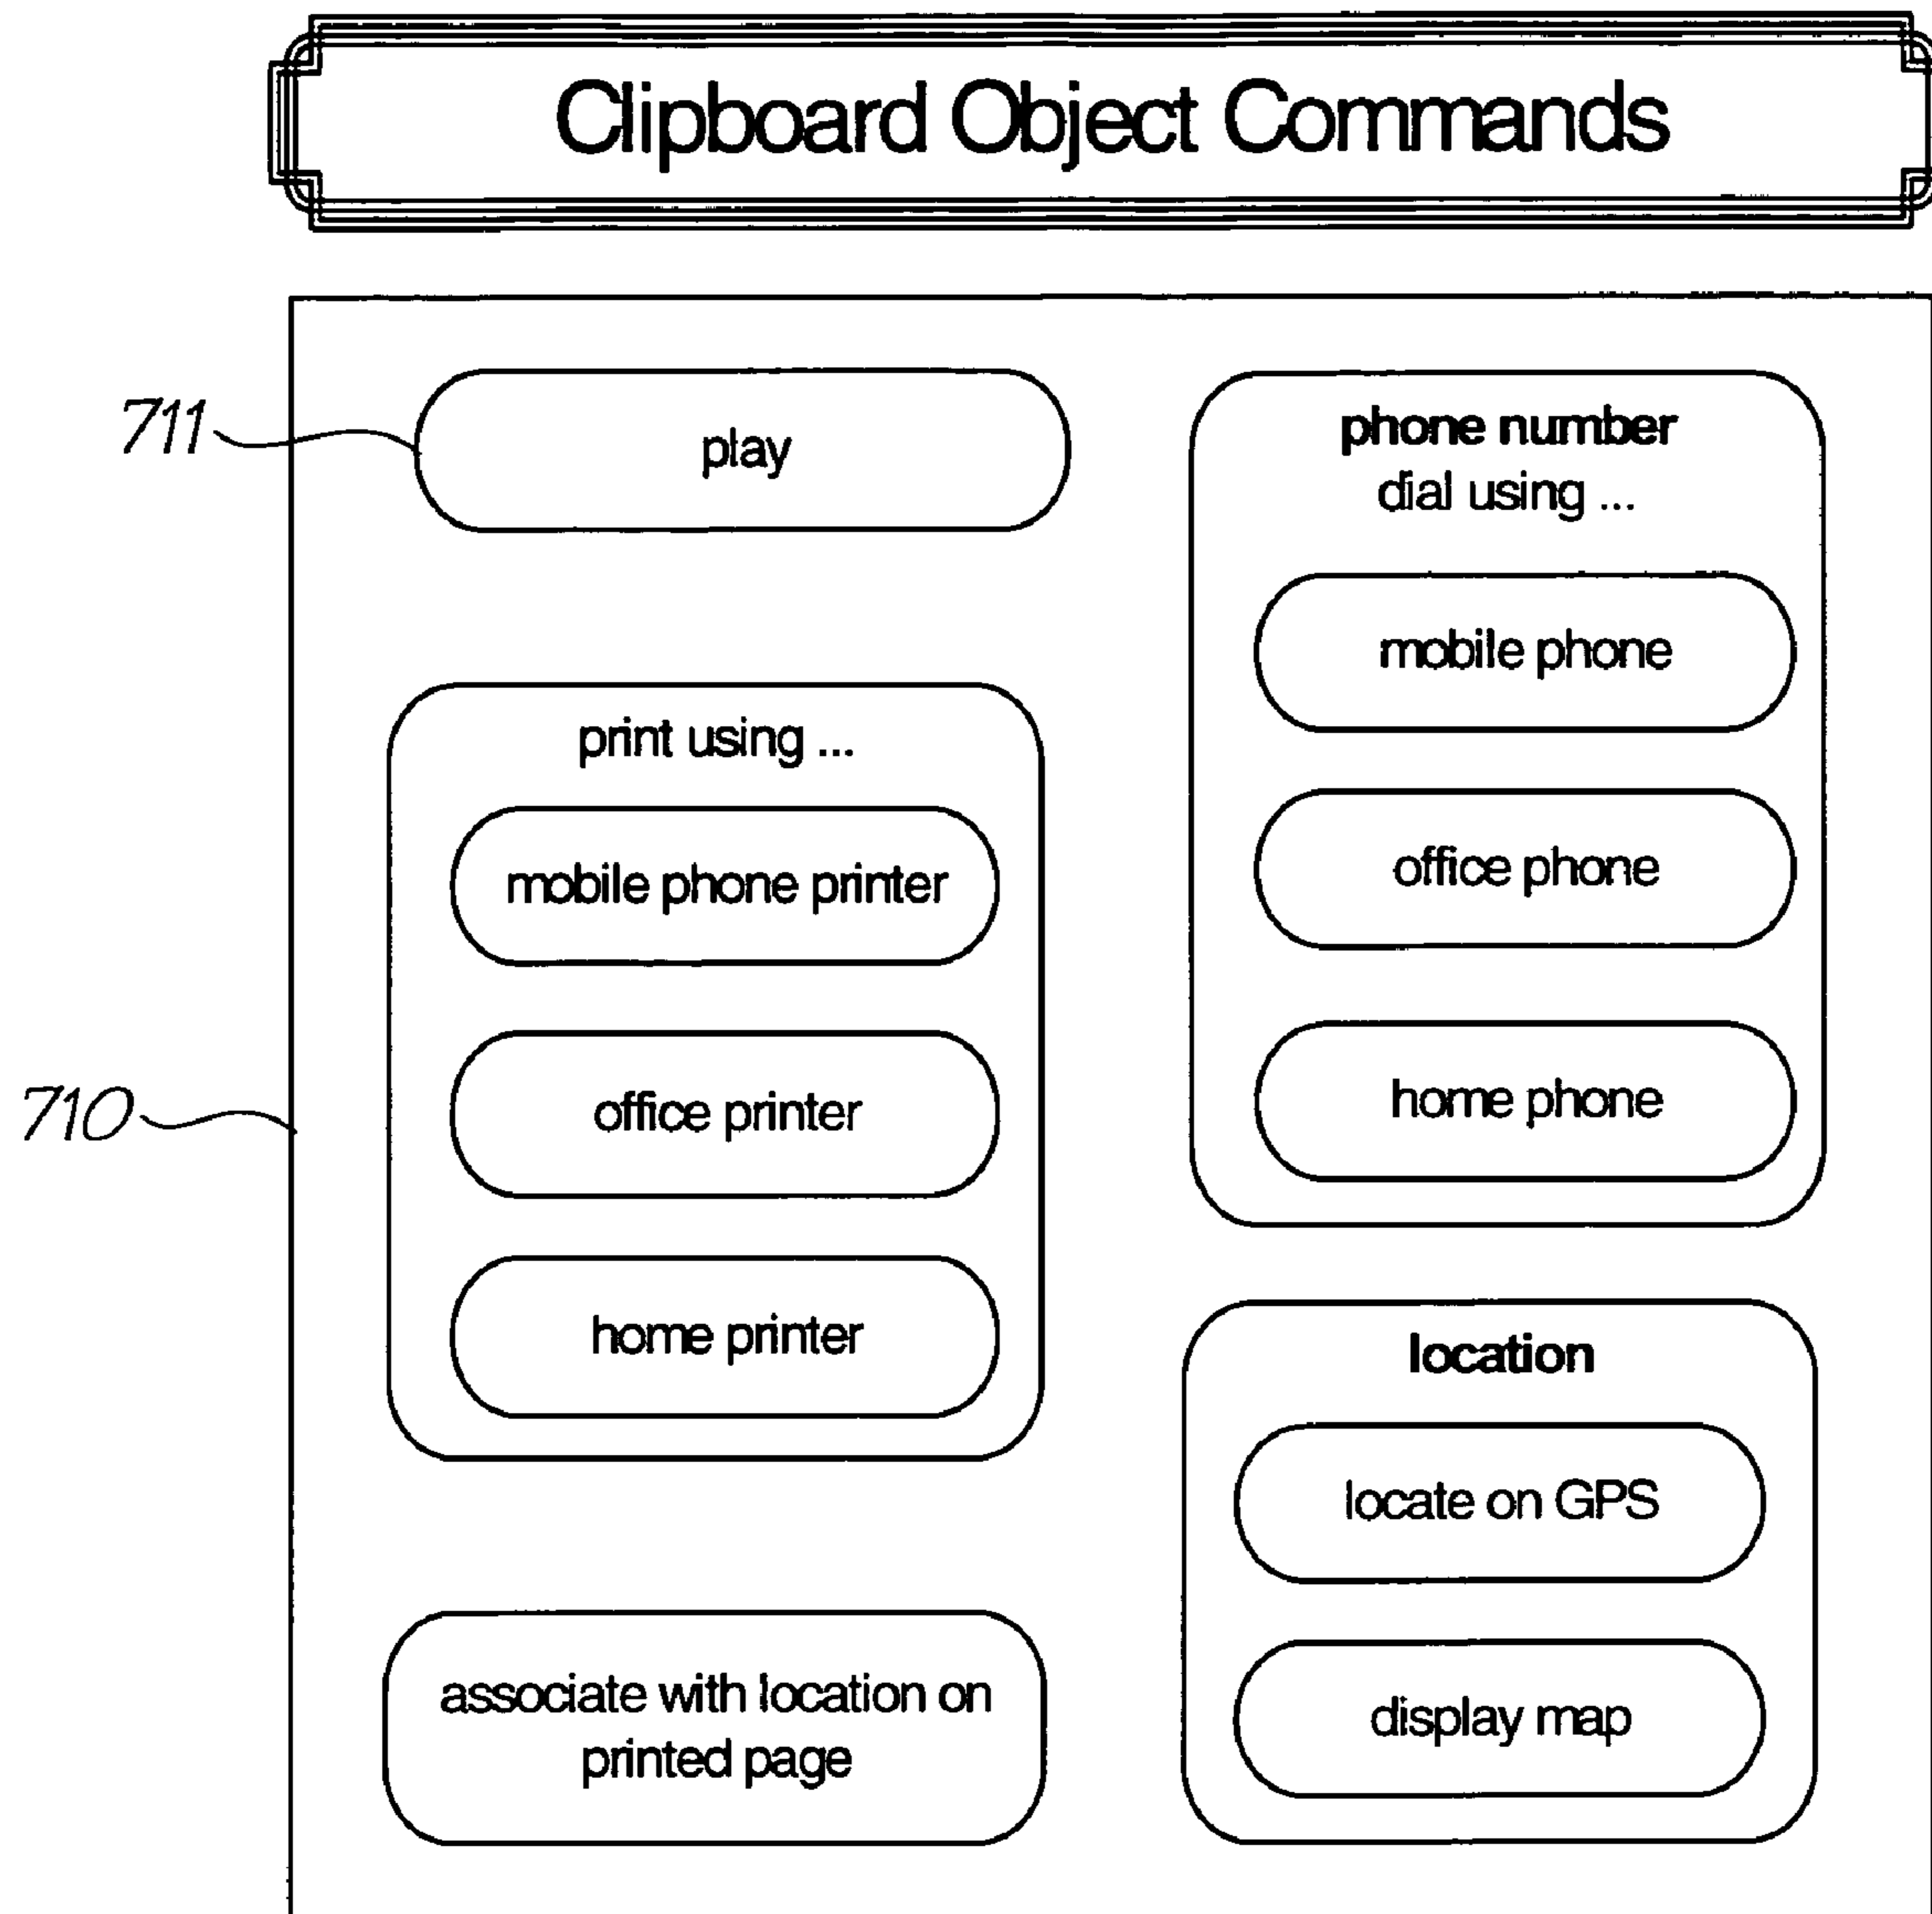 Clipboard Object Commands
711
play
print using ...
mobile phone printer
office printer
home printer
710
associate with location on
printed page
phone number
dial using ...
mobile phone
office phone
home phone
location
locate on GPS
display map